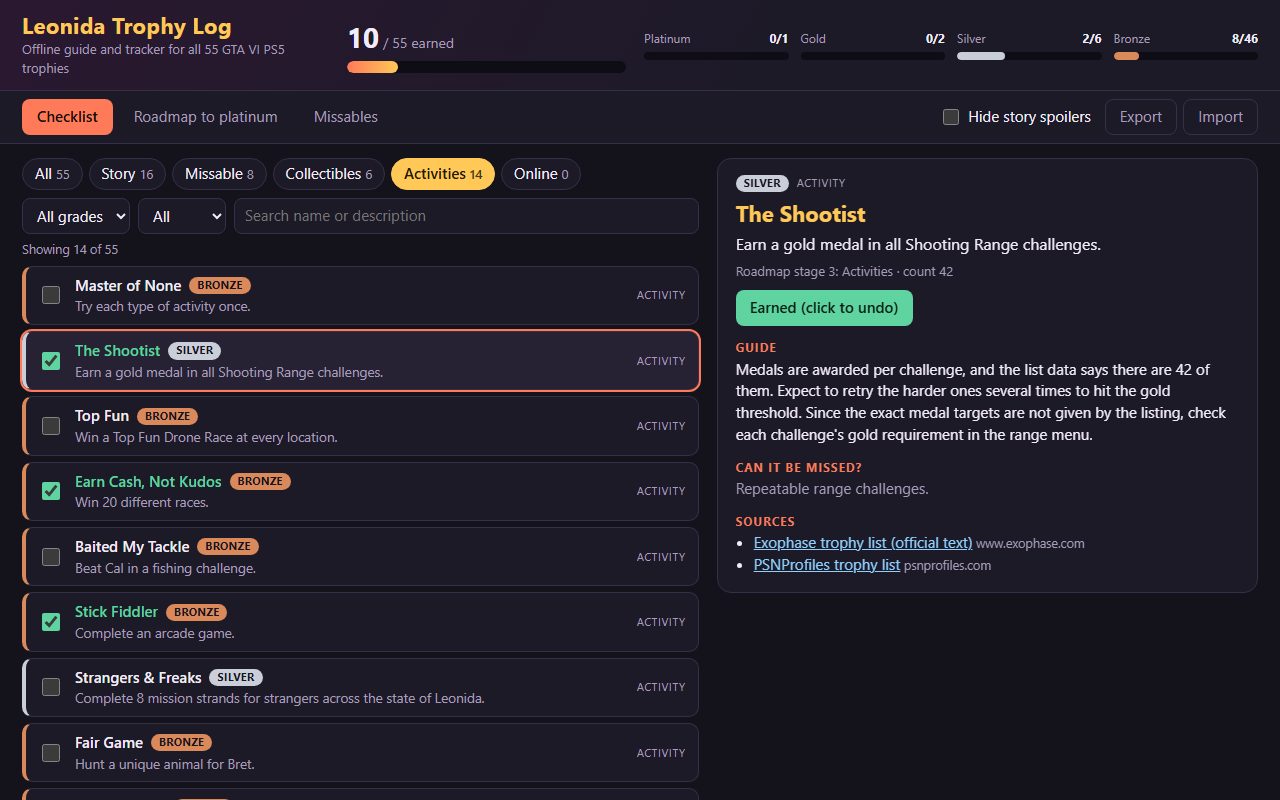 Leonida Trophy Log
Offline guide and tracker for all 55 GTA VI PS5
trophies
10 / 55 earned
Platinum 0/1
Gold 0/2
Silver 2/6
Bronze 8/46
Checklist
Roadmap to platinum
Missables
Hide story spoilers
Export
Import
All 55
Story 16
Missable 8
Collectibles 6
Activities 14
Online 0
All grades
All
Search name or description
Showing 14 of 55
Master of None BRONZE
Try each type of activity once.
ACTIVITY
The Shootist SILVER
Earn a gold medal in all Shooting Range challenges.
ACTIVITY
Top Fun BRONZE
Win a Top Fun Drone Race at every location.
ACTIVITY
Earn Cash, Not Kudos BRONZE
Win 20 different races.
ACTIVITY
Baited My Tackle BRONZE
Beat Cal in a fishing challenge.
ACTIVITY
Stick Fiddler BRONZE
Complete an arcade game.
ACTIVITY
Strangers & Freaks SILVER
Complete 8 mission strands for strangers across the state of Leonida.
ACTIVITY
Fair Game BRONZE
Hunt a unique animal for Bret.
ACTIVITY
SILVER ACTIVITY
The Shootist
Earn a gold medal in all Shooting Range challenges.
Roadmap stage 3: Activities · count 42
Earned (click to undo)
GUIDE
Medals are awarded per challenge, and the list data says there are 42 of
them. Expect to retry the harder ones several times to hit the gold
threshold. Since the exact medal targets are not given by the listing, check
each challenge's gold requirement in the range menu.
CAN IT BE MISSED?
Repeatable range challenges.
SOURCES
Exophase trophy list (official text) www.exophase.com
PSNProfiles trophy list psnprofiles.com